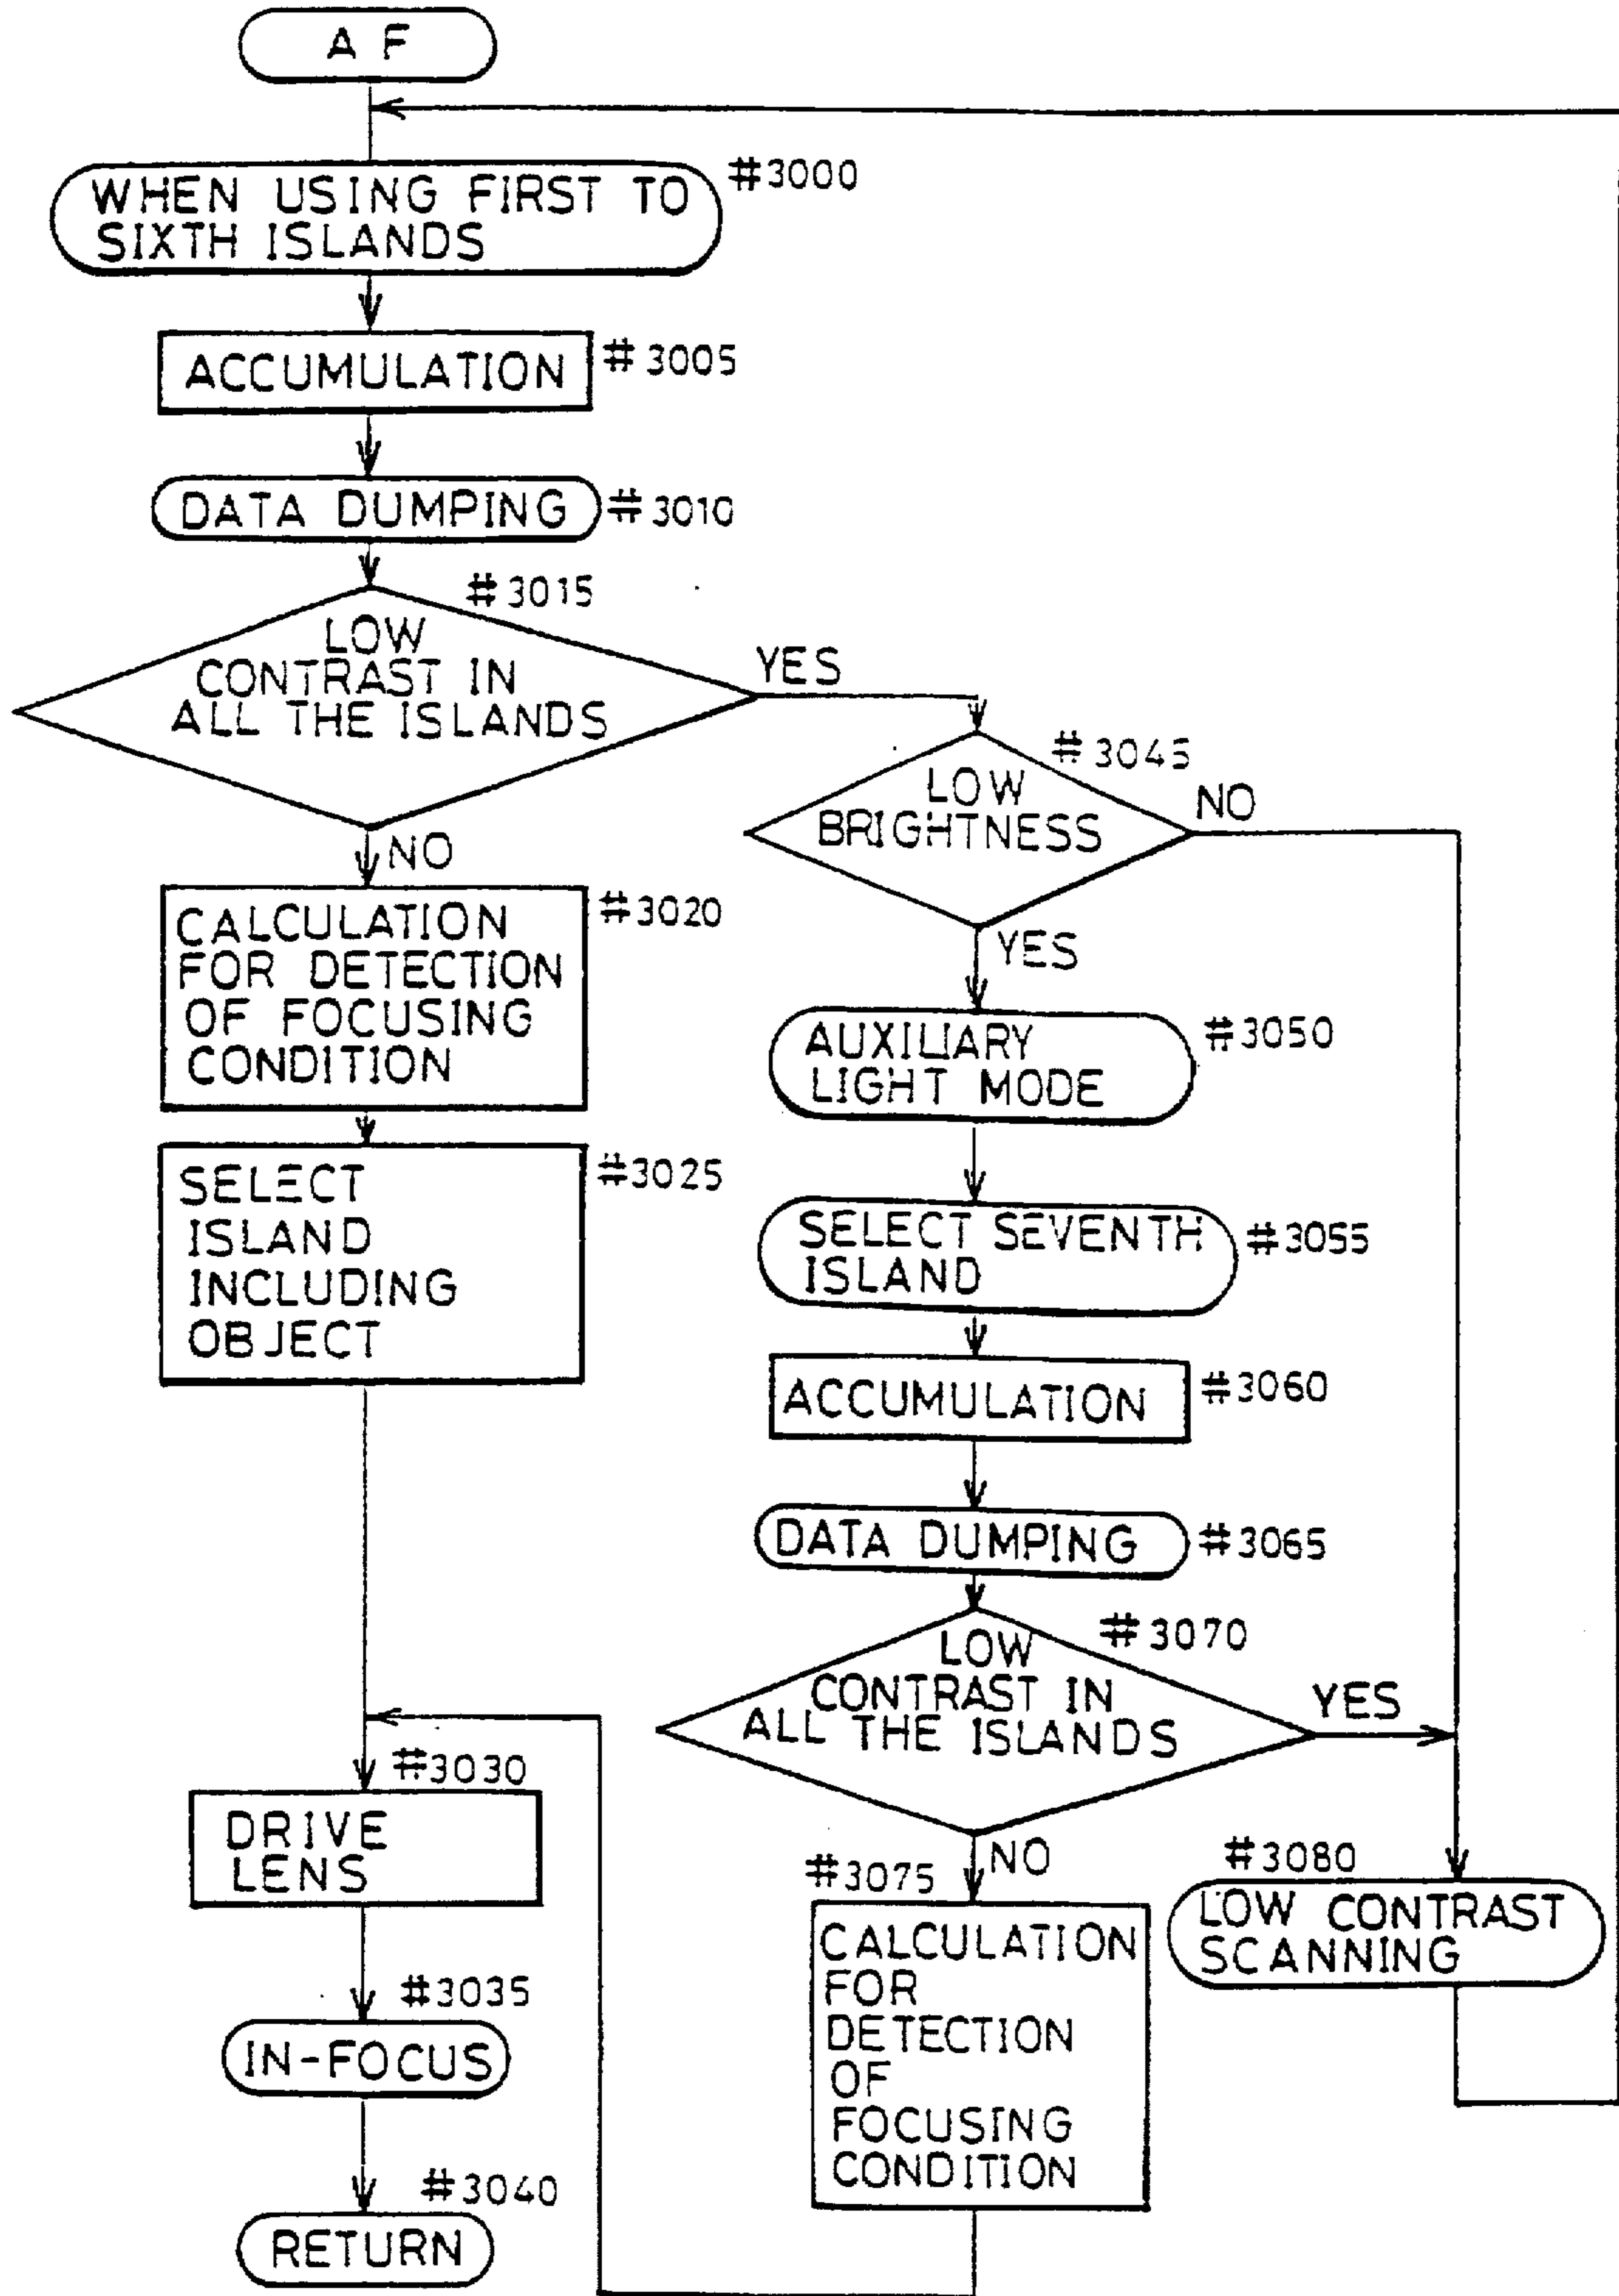 AF
#3000
WHEN USING FIRST TO
SIXTH ISLANDS
ACCUMULATION
#3005
DATA DUMPING
#3010
#3015
LOW
CONTRAST IN
ALL THE ISLANDS
YES
NO
#3045
LOW
BRIGHTNESS
NO
YES
CALCULATION
FOR DETECTION
OF FOCUSING
CONDITION
#3020
AUXILIARY
LIGHT MODE
#3050
SELECT
ISLAND
INCLUDING
OBJECT
#3025
SELECT SEVENTH
ISLAND
#3055
ACCUMULATION
#3060
DATA DUMPING
#3065
#3070
LOW
CONTRAST IN
ALL THE ISLANDS
YES
NO
#3030
DRIVE
LENS
#3075
CALCULATION
FOR
DETECTION
OF
FOCUSING
CONDITION
#3080
LOW CONTRAST
SCANNING
#3035
IN-FOCUS
#3040
RETURN